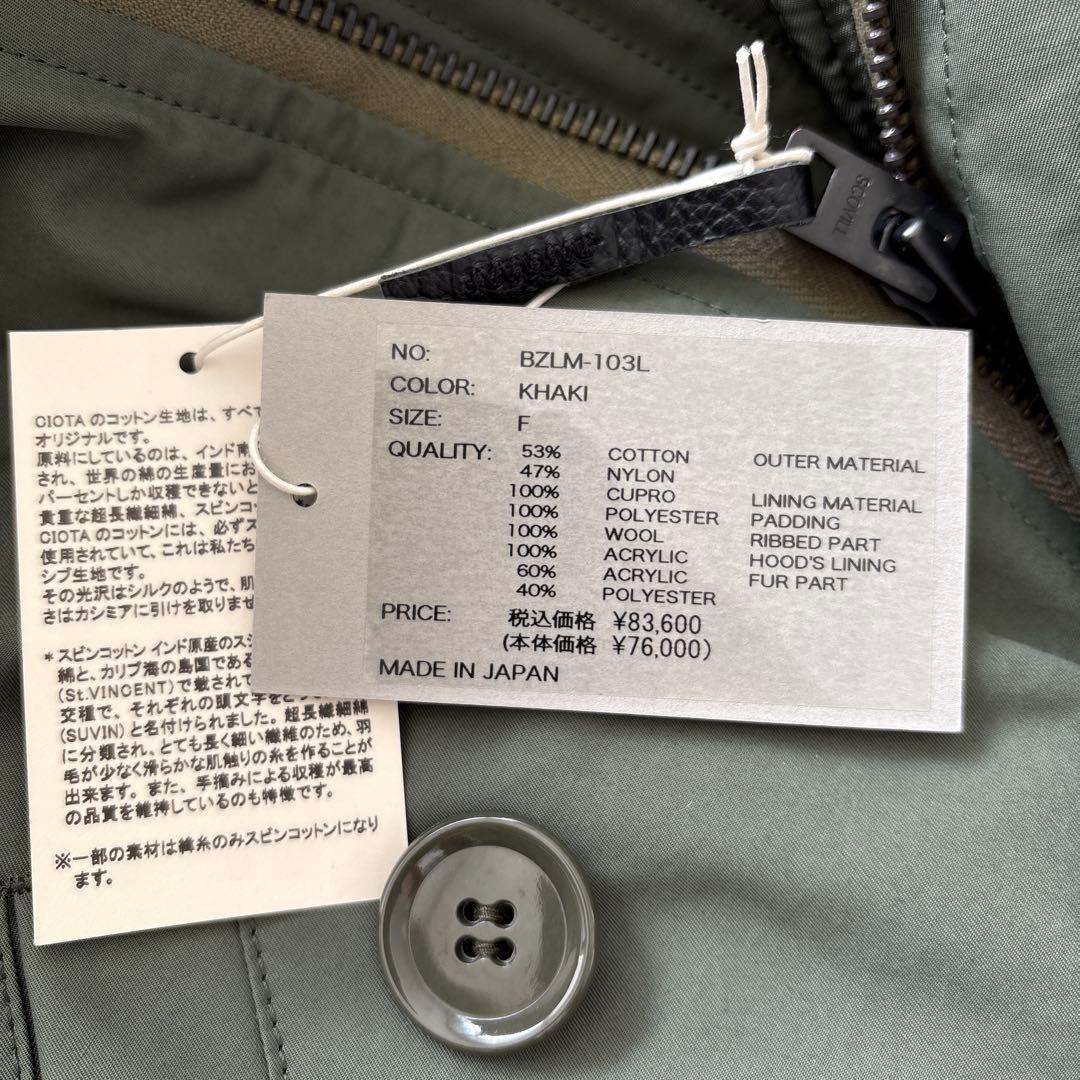 SCOVILL
NO: BZLM-103L
COLOR: KHAKI
SIZE: F
QUALITY: 53% COTTON OUTER MATERIAL
47% NYLON
100% CUPRO LINING MATERIAL
100% POLYESTER PADDING
100% WOOL RIBBED PART
100% ACRYLIC HOOD'S LINING
60% ACRYLIC FUR PART
40% POLYESTER
PRICE: 税込価格 ¥83,600
(本体価格 ¥76,000)
MADE IN JAPAN
CIOTA のコットン生地は、すべて
オリジナルです。
原料にしているのは、インド南
され、世界の綿の生産量にお
パーセントしか収穫できないと
貴重な超長繊細綿、スビンコッ
CIOTA のコットンには、必ずス
使用されていて、これは私たち
シブ生地です。
その光沢はシルクのようで、肌
さはカシミアに引けを取りませ
*スビンコットン インド原産のスジ
綿と、カリブ海の島国である
(St.VINCENT)で栽されて
交種で、それぞれの頭文字をとっ
(SUVIN)と名付けられました。超長繊細綿
に分類され、とても長く細い繊維のため、羽
毛が少なく滑らかな肌触りの糸を作ることが
出来ます。また、手摘みによる収穫が最高
の品質を維持しているのも特徴です。
※一部の素材は緯糸のみスビンコットンになり
ます。